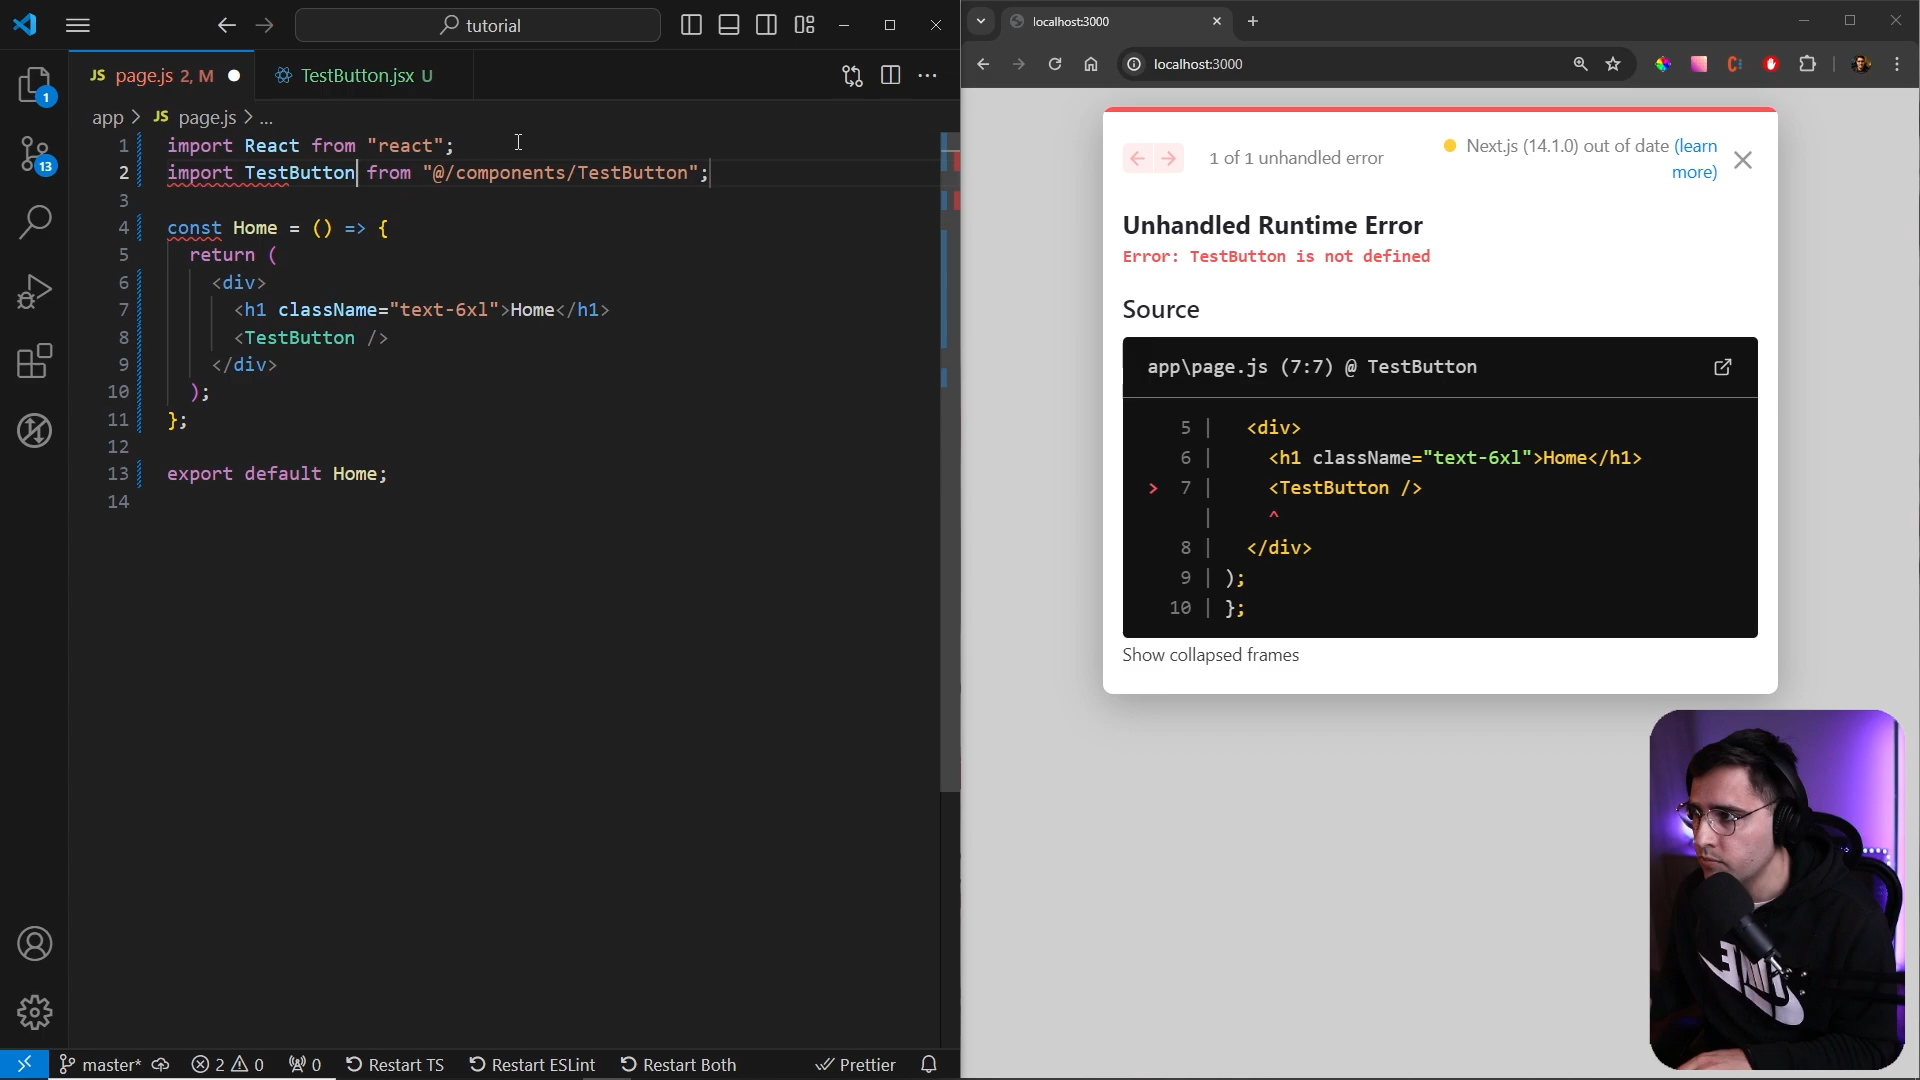 tutorial
JS page.js 2, M
TestButton.jsx U
app > JS page.js > ...
1
13
1 import React from "react";
2 import TestButton from "@/components/TestButton";
3
4 const Home = () => {
5 return (
6 <div>
7 <h1 className="text-6xl">Home</h1>
8 <TestButton />
9 </div>
10 );
11 };
12
13 export default Home;
14
master* 2 0 0 Restart TS Restart ESLint Restart Both Prettier
localhost:3000
localhost:3000
1 of 1 unhandled error
Next.js (14.1.0) out of date (learn
more)
Unhandled Runtime Error
Error: TestButton is not defined
Source
app\page.js (7:7) @ TestButton
5 | <div>
6 | <h1 className="text-6xl">Home</h1>
> 7 | <TestButton />
| ^
8 | </div>
9 | );
10 | };
Show collapsed frames
NIKE